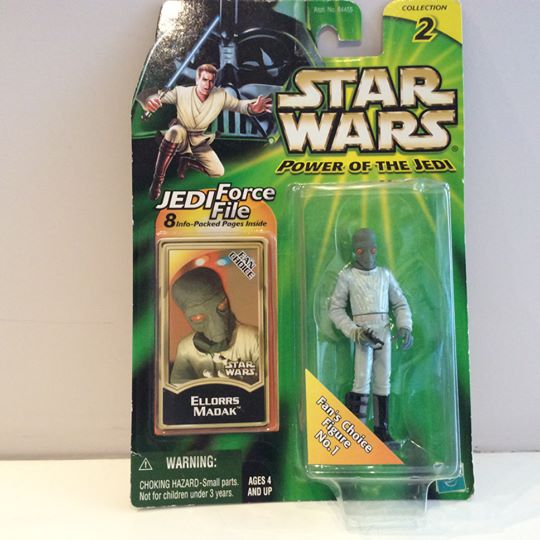 Asst. No. 84455
COLLECTION
2
STAR
WARS®
POWER OF THE JEDI
JEDI Force
File
8 Info-Packed Pages Inside
FAN'S
CHOICE
STAR
WARS
ELLORRS
MADAK™
Fan's Choice
Figure
No. 1
WARNING:
CHOKING HAZARD-Small parts.
Not for children under 3 years.
AGES 4
AND UP